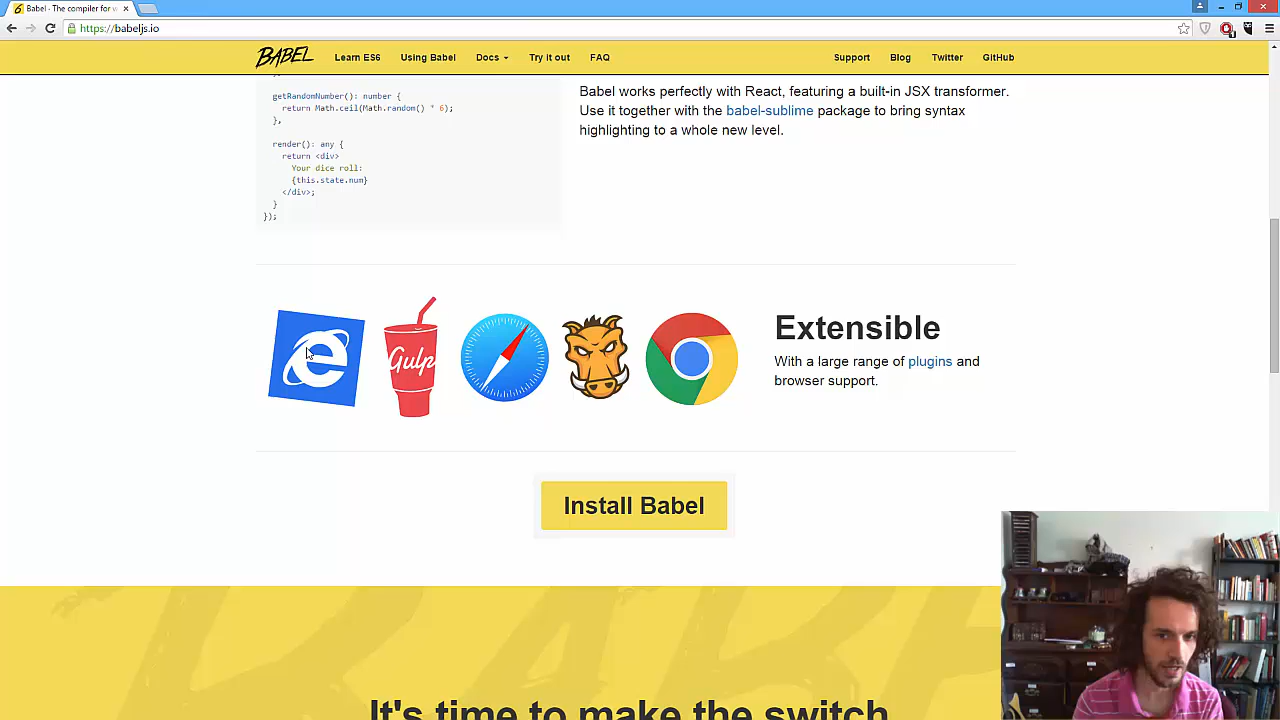 Babel - The compiler for w
https://babeljs.io
BABEL
Learn ES6
Using Babel
Docs
Try it out
FAQ
Support
Blog
Twitter
GitHub
getRandomNumber(): number {
return Math.ceil(Math.random() * 6);
},
render(): any {
return <div>
Your dice roll:
{this.state.num}
</div>;
}
});
Babel works perfectly with React, featuring a built-in JSX transformer.
Use it together with the babel-sublime package to bring syntax
highlighting to a whole new level.
Gulp
Extensible
With a large range of plugins and
browser support.
Install Babel
It's time to make the switch